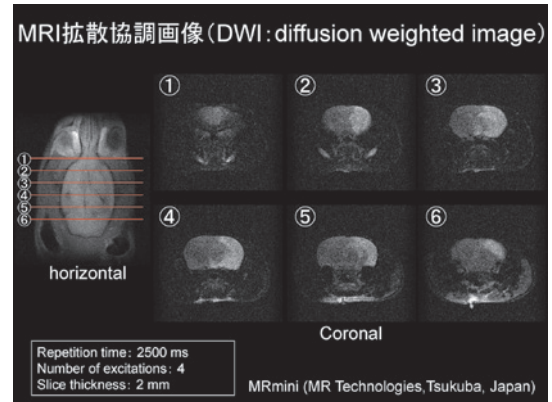 MRI拡散協調画像(DWI:diffusion weighted image)
①
②
③
①
②
③
④
⑤
⑥
horizontal
④
⑤
⑥
Coronal
Repetition time: 2500 ms
Number of excitations: 4
Slice thickness: 2 mm
MRmini (MR Technologies,Tsukuba, Japan)